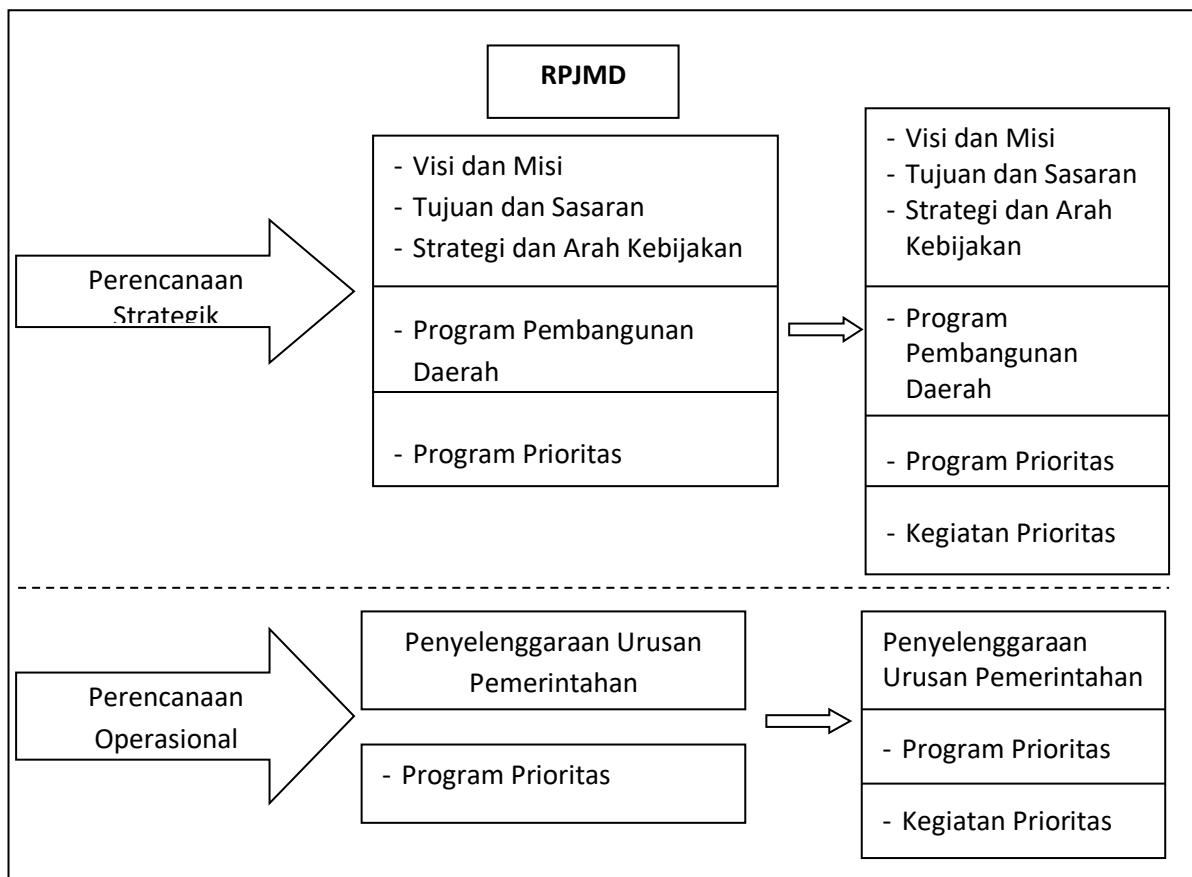 RPJMD
Perencanaan
Strategik
- Visi dan Misi
- Tujuan dan Sasaran
- Strategi dan Arah Kebijakan
- Program Pembangunan
Daerah
- Program Prioritas
- Visi dan Misi
- Tujuan dan Sasaran
- Strategi dan Arah
Kebijakan
- Program
Pembangunan
Daerah
- Program Prioritas
- Kegiatan Prioritas
Perencanaan
Operasional
Penyelenggaraan Urusan
Pemerintahan
- Program Prioritas
Penyelenggaraan
Urusan Pemerintahan
- Program Prioritas
- Kegiatan Prioritas